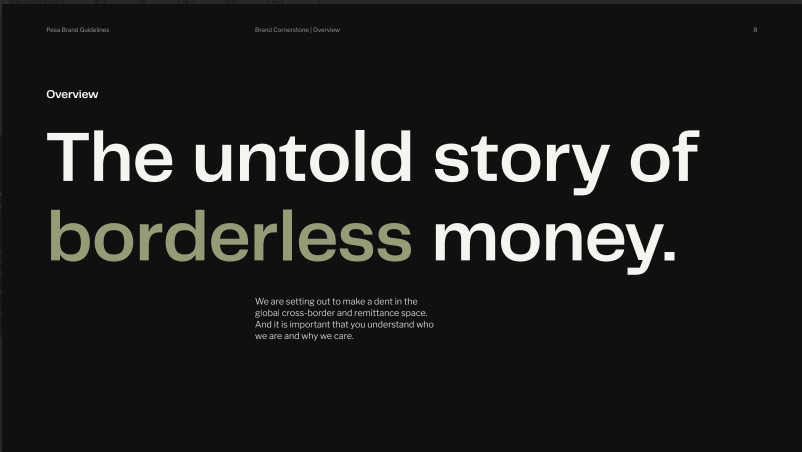 Pesa Brand Guidelines
Brand Cornerstone | Overview
8
Overview
The untold story of
borderless money.
We are setting out to make a dent in the
global cross-border and remittance space.
And it is important that you understand who
we are and why we care.